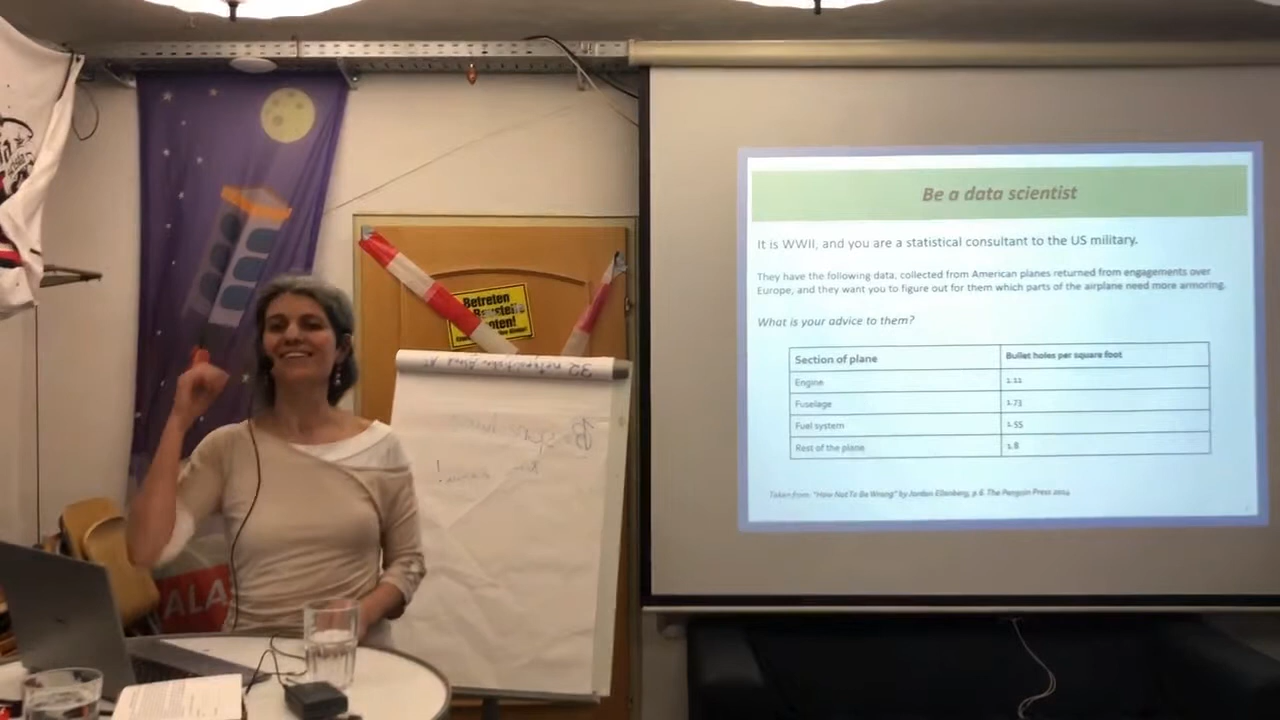 Be a data scientist
It is WWII, and you are a statistical consultant to the US military.
They have the following data, collected from American planes returned from engagements over
Europe, and they want you to figure out for them which parts of the airplane need more armoring.
What is your advice to them?
Section of plane Bullet holes per square foot
Engine 1.11
Fuselage 1.73
Fuel system 1.55
Rest of the plane 1.8
Taken from: "How Not To Be Wrong" by Jordan Ellenberg, p.6. The Penguin Press 2014
Betreten
Baustelle
ALA